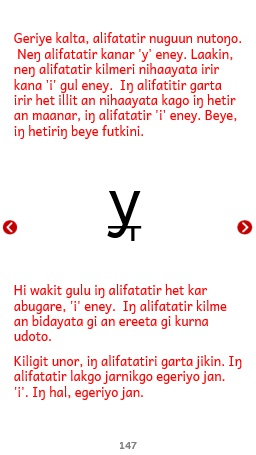 Geriye kalta, alifatatir nuguun nutoŋo.
Neŋ alifatatir kanar 'y' eney. Laakin,
neŋ alifatatir kilmeri nihaayata irir
kana 'i' gul eney. Iŋ alifatitir garta
irir het illit an nihaayata kago iŋ hetir
an maanar, iŋ alifatatir 'i' eney. Beye,
iŋ hetiriŋ beye futkini.
y
T
Hi wakit gulu iŋ alifatatir het kar
abugare, 'i' eney. Iŋ alifatatir kilme
an bidayata gi an ereeta gi kurna
udoto.
Kiligit unor, iŋ alifatatiri garta jikin. Iŋ
alifatatir lakgo jarnikgo egeriyo jan.
'i'. Iŋ hal, egeriyo jan.
147